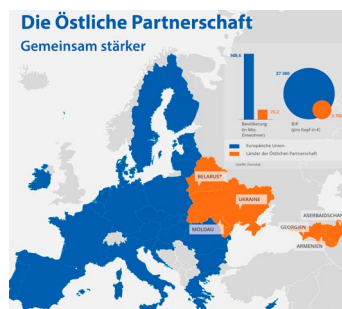 Die Östliche Partnerschaft
Gemeinsam stärker
508,4
75,2
37 300
Bevölkerung
(in Mio.
Einwohner)
BIP
(pro Kopf in €)
Europäische Union
Länder der Östlichen Partnerschaft
BELARUS*
UKRAINE
MOLDAU
ASERBAIDSCHAN
GEORGIEN
ARMENIEN